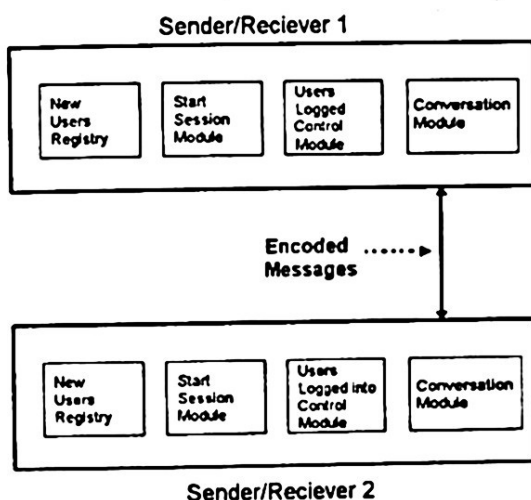 Sender/Reciever 1
New
Users
Registry
Start
Session
Module
Users
Logged
Control
Module
Conversation
Module
Encoded
Messages
New
Users
Registry
Start
Session
Module
Users
Logged into
Control
Module
Conversation
Module
Sender/Reciever 2